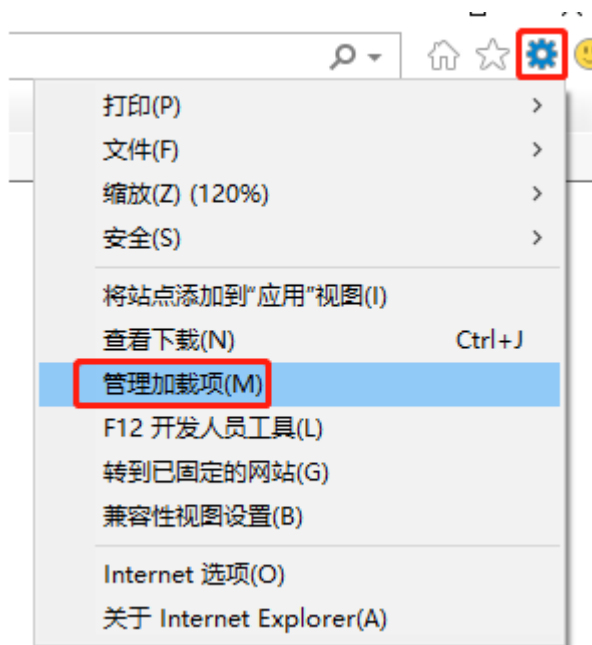 打印(P)
文件(F)
缩放(Z) (120%)
安全(S)
将站点添加到“应用”视图(I)
查看下载(N) Ctrl+J
管理加载项(M)
F12 开发人员工具(L)
转到已固定的网站(G)
兼容性视图设置(B)
Internet 选项(O)
关于 Internet Explorer(A)